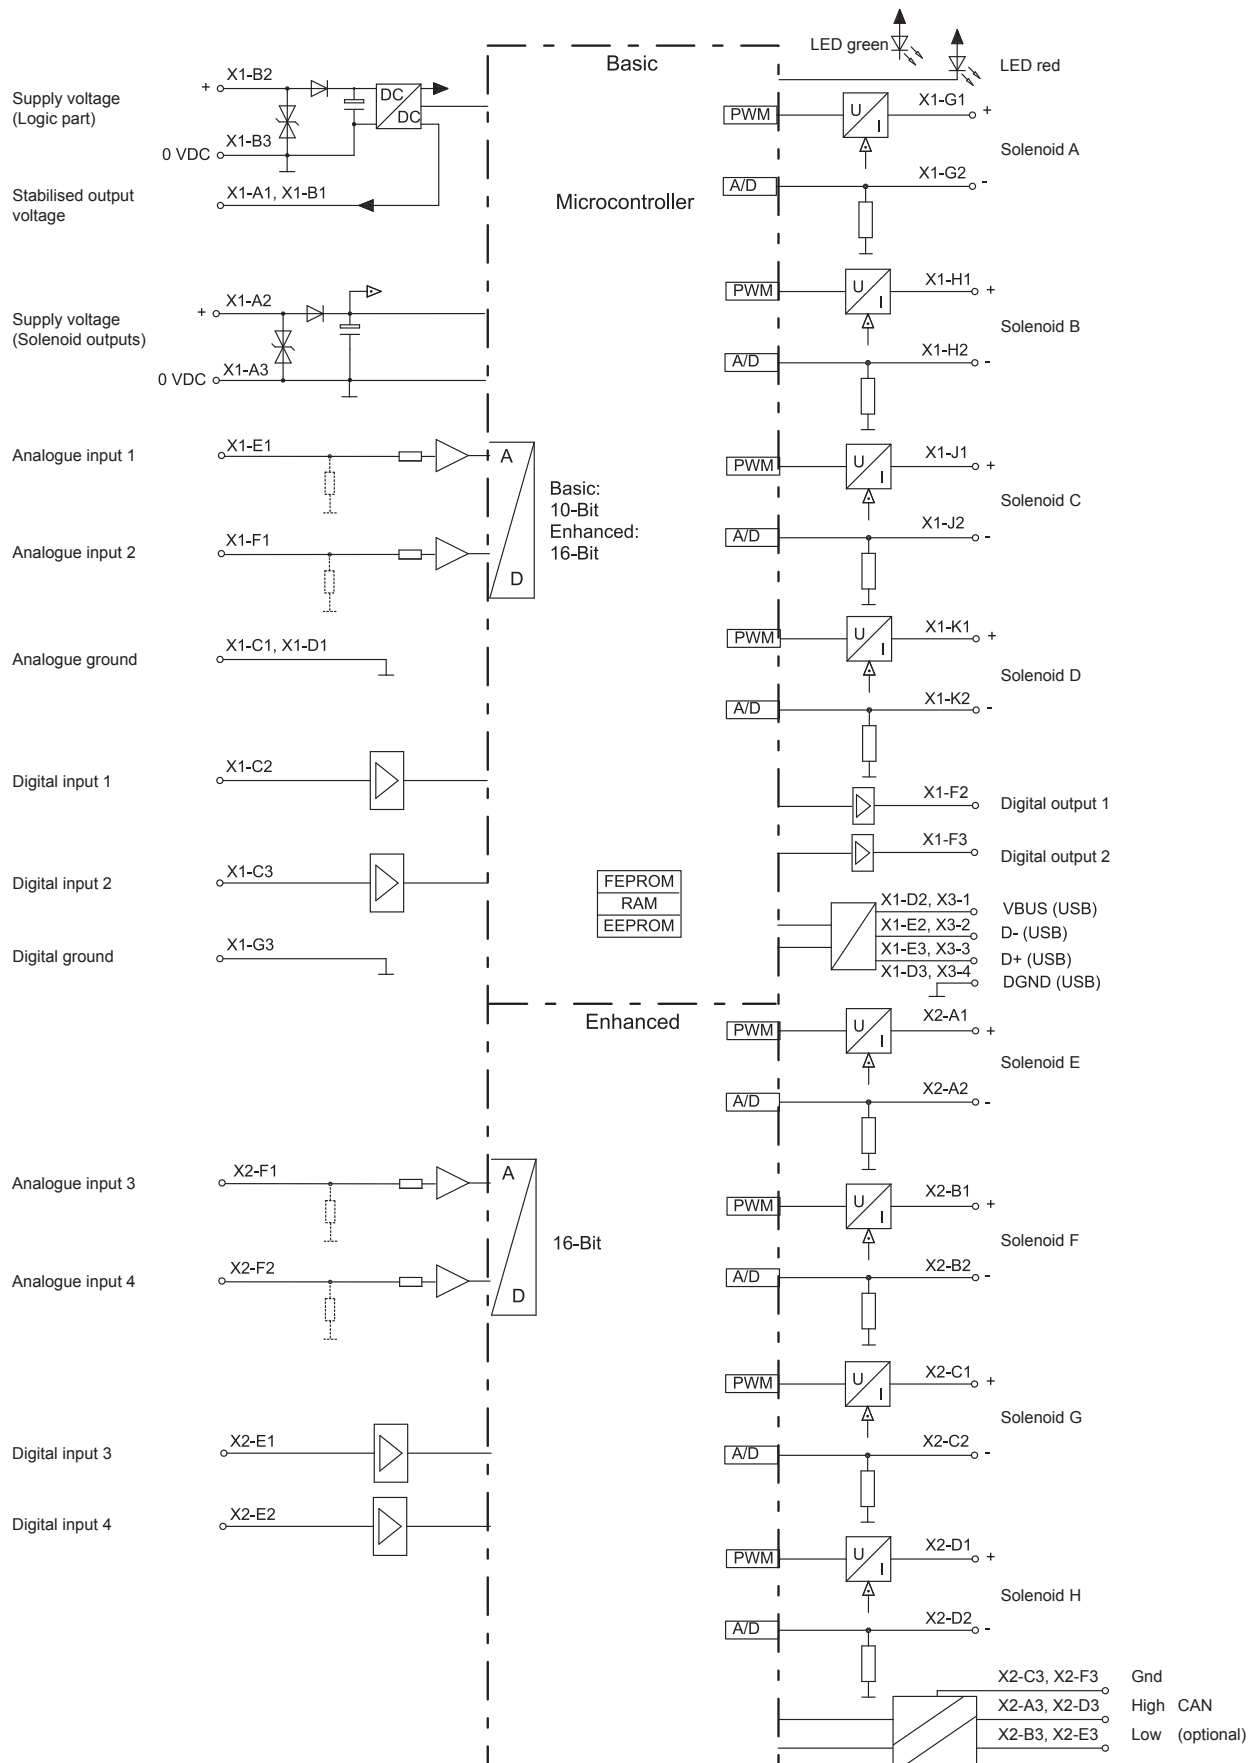 Basic
LED green
LED red
Supply voltage
(Logic part)
+ X1-B2
DC
DC
0 VDC X1-B3
Stabilised output
voltage
X1-A1, X1-B1
Microcontroller
Supply voltage
(Solenoid outputs)
+ X1-A2
0 VDC X1-A3
Analogue input 1
X1-E1
A
Basic:
10-Bit
Enhanced:
16-Bit
Analogue input 2
X1-F1
D
Analogue ground
X1-C1, X1-D1
Digital input 1
X1-C2
Digital input 2
X1-C3
Digital ground
X1-G3
FEPROM
RAM
EEPROM
PWM
U
I
X1-G1 +
Solenoid A
A/D
X1-G2 -
PWM
U
I
X1-H1 +
Solenoid B
A/D
X1-H2 -
PWM
U
I
X1-J1 +
Solenoid C
A/D
X1-J2 -
PWM
U
I
X1-K1 +
Solenoid D
A/D
X1-K2 -
X1-F2 Digital output 1
X1-F3 Digital output 2
X1-D2, X3-1 VBUS (USB)
X1-E2, X3-2 D- (USB)
X1-E3, X3-3 D+ (USB)
X1-D3, X3-4 DGND (USB)
Enhanced
Analogue input 3
X2-F1
A
16-Bit
Analogue input 4
X2-F2
D
Digital input 3
X2-E1
Digital input 4
X2-E2
PWM
U
I
X2-A1 +
Solenoid E
A/D
X2-A2 -
PWM
U
I
X2-B1 +
Solenoid F
A/D
X2-B2 -
PWM
U
I
X2-C1 +
Solenoid G
A/D
X2-C2 -
PWM
U
I
X2-D1 +
Solenoid H
A/D
X2-D2 -
X2-C3, X2-F3 Gnd
X2-A3, X2-D3 High CAN
X2-B3, X2-E3 Low (optional)